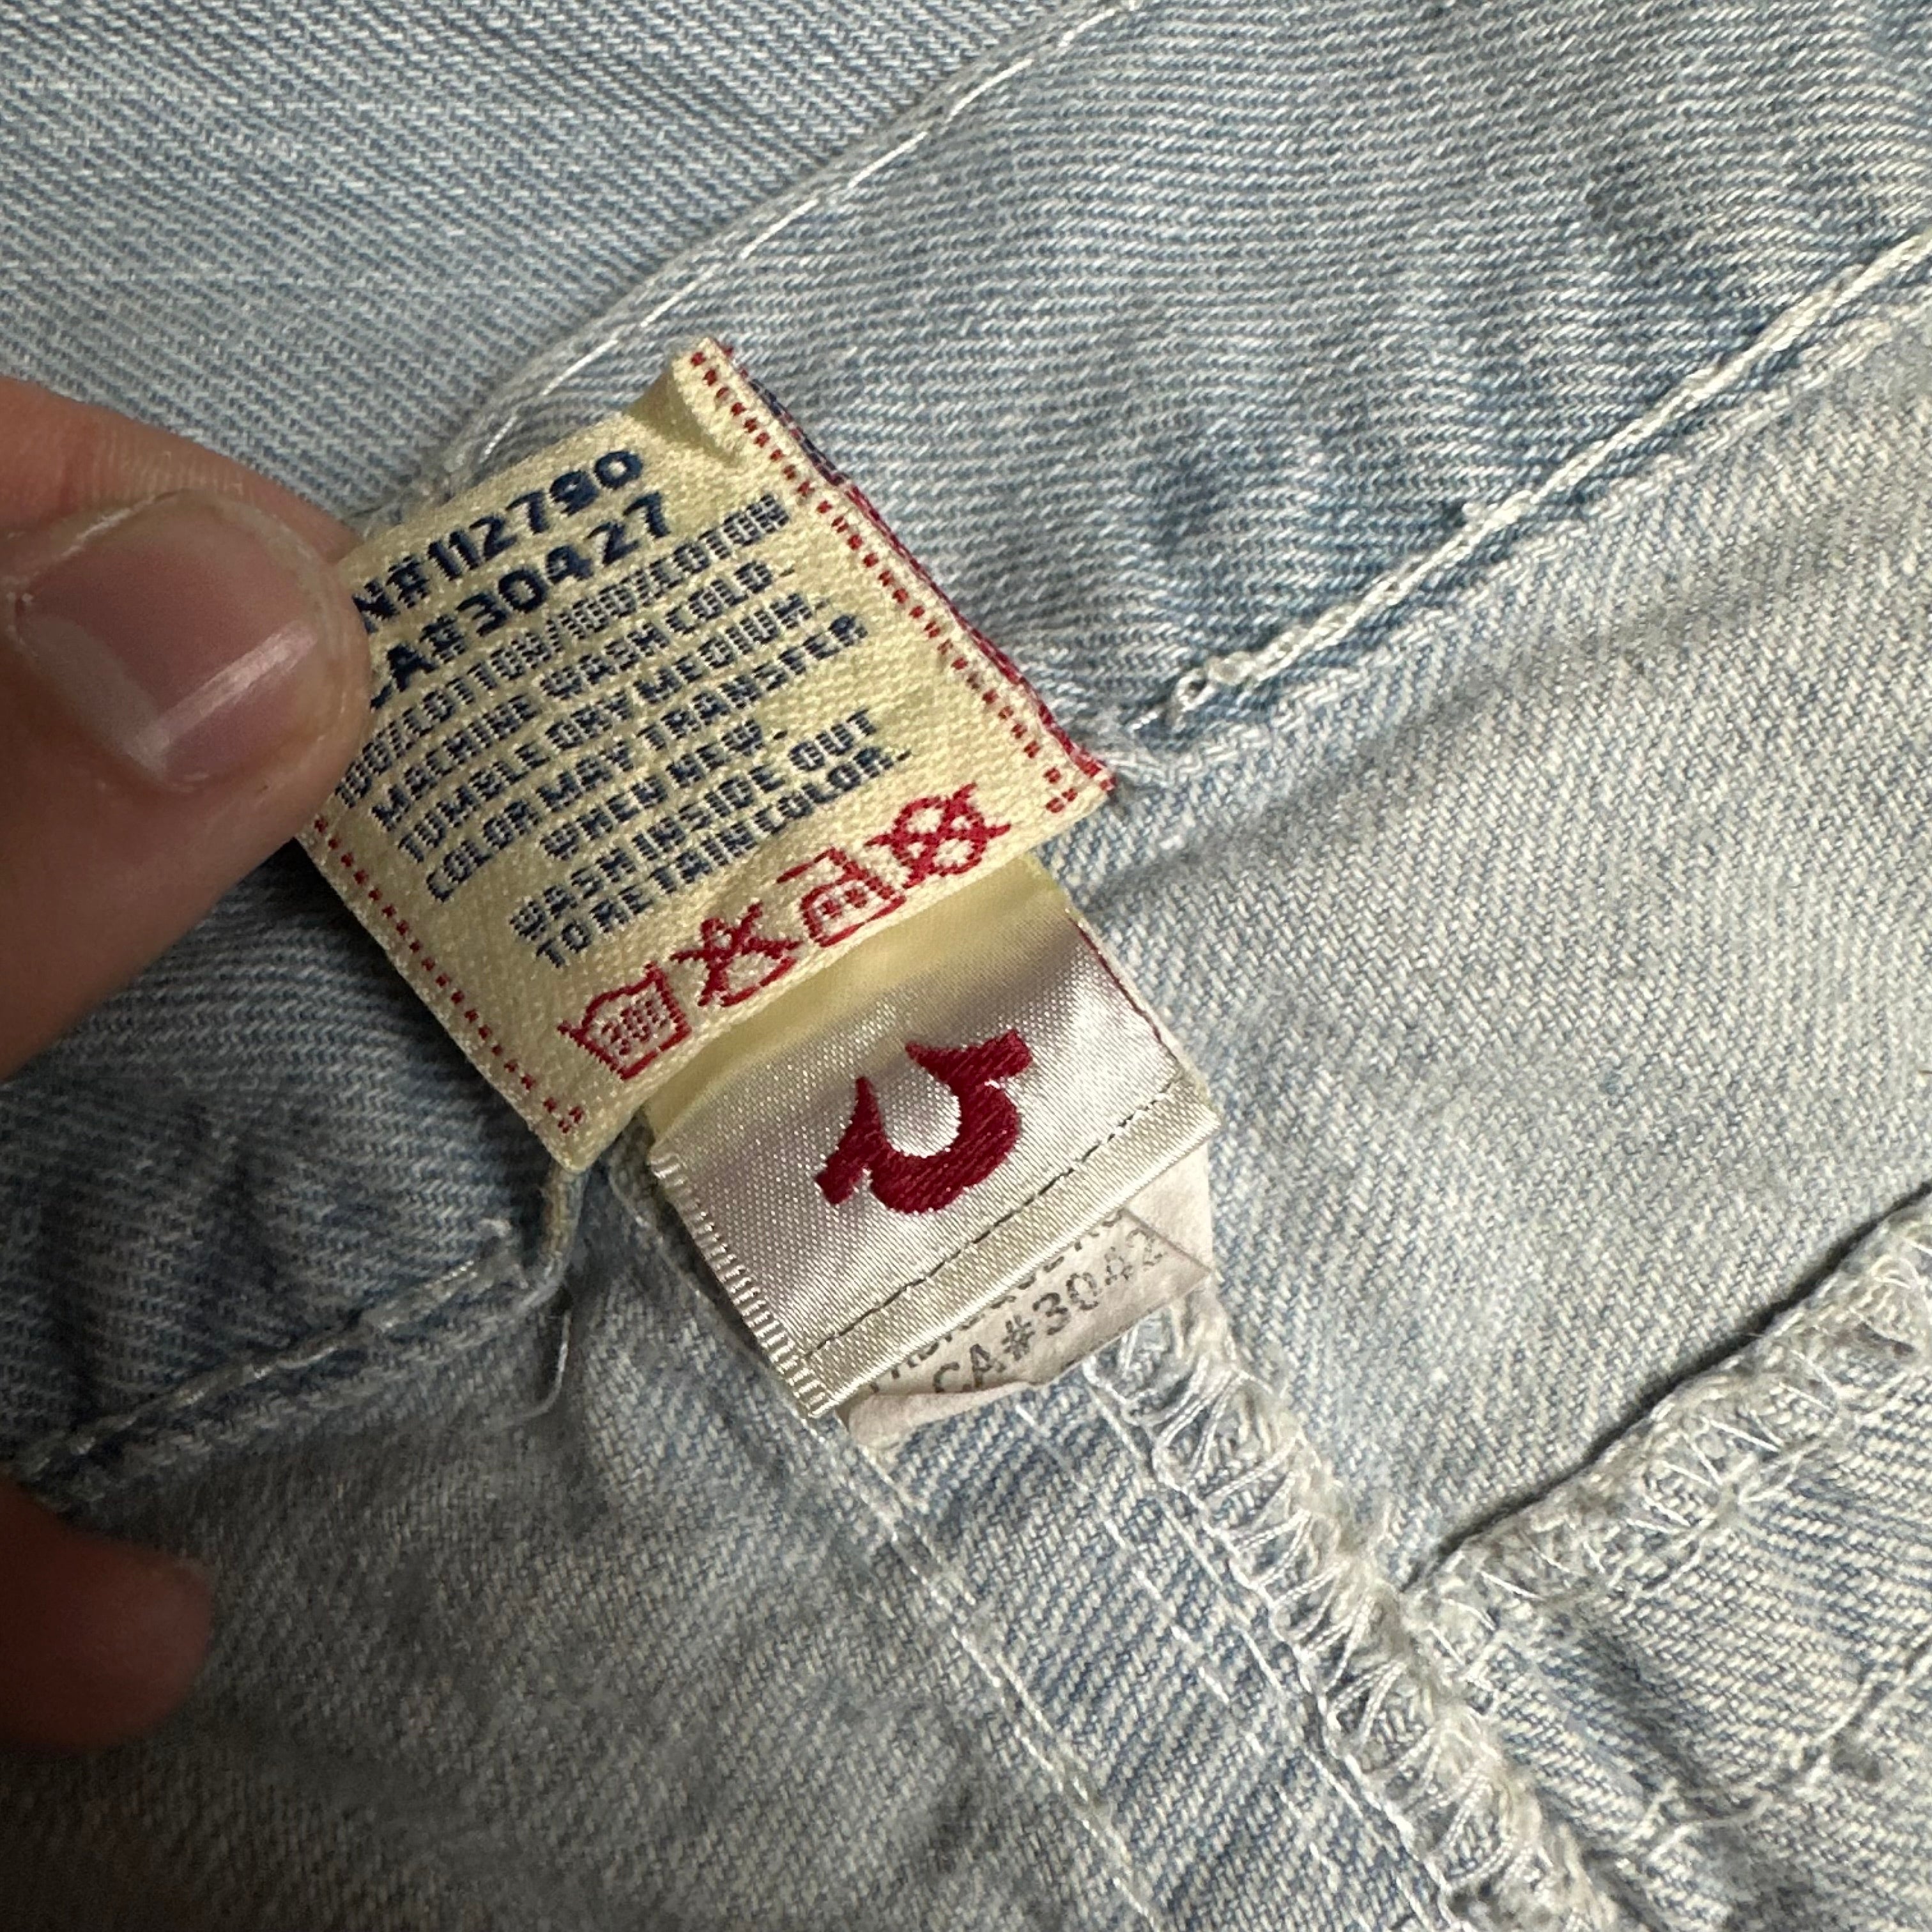 N#112790
CA#30427
100%COTTON/100%COTON
MACHINE WASH COLD.
TUMBLE DRY MEDIUM.
COLOR MAY TRANSFER
WHEN NEW.
WASH INSIDE OUT
TO RETAIN COLOR.
30°
CA#3042